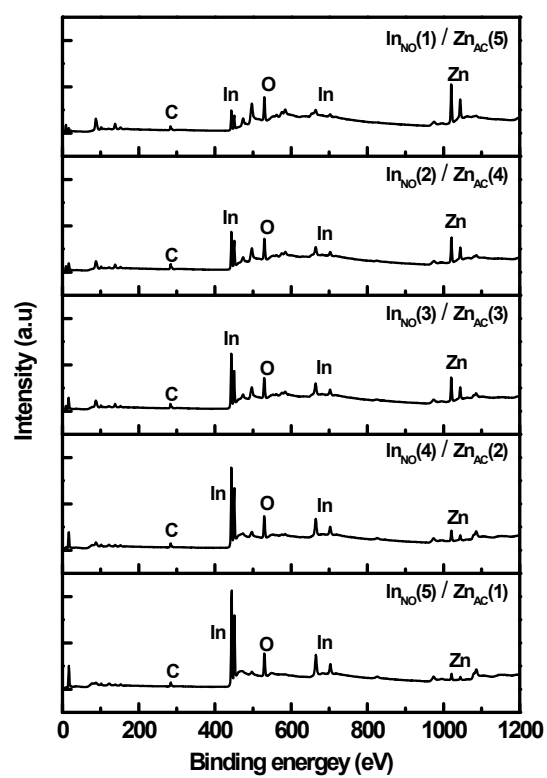 In_NO(1) / Zn_AC(5)
C In O In Zn
In_NO(2) / Zn_AC(4)
C In O In Zn
In_NO(3) / Zn_AC(3)
C In O In Zn
In_NO(4) / Zn_AC(2)
C In O In Zn
In_NO(5) / Zn_AC(1)
C In O In Zn
Intensity (a.u)
0 200 400 600 800 1000 1200
Binding energey (eV)